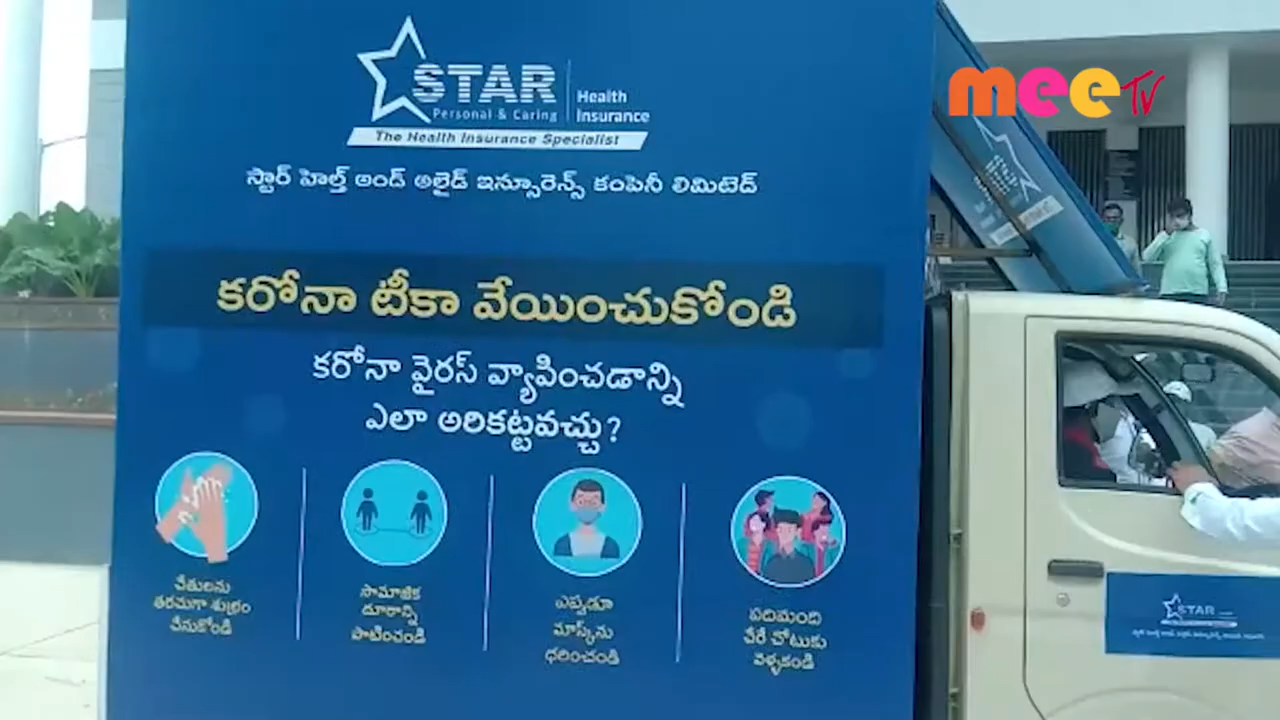 STAR
Personal & Caring
Health
Insurance
The Health Insurance Specialist
స్టార్ హెల్త్ అండ్ అలైడ్ ఇన్సూరెన్స్ కంపెనీ లిమిటెడ్
కరోనా టీకా వేయించుకోండి
కరోనా వైరస్ వ్యాపించడాన్ని
ఎలా అరికట్టవచ్చు?
చేతులను
తరచుగా శుభ్రం
చేసుకోండి
సామాజిక
దూరాన్ని
పాటించండి
ఎప్పుడూ
మాస్క్‌ను
ధరించండి
పదిమంది
చేరే చోటుకు
వెళ్ళకండి
meeTV
STAR